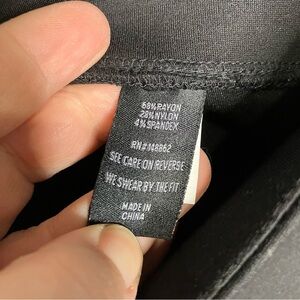 68% RAYON
28% NYLON
4% SPANDEX
RN# 148862
SEE CARE ON REVERSE
WE SWEAR BY THE FIT
MADE IN
CHINA